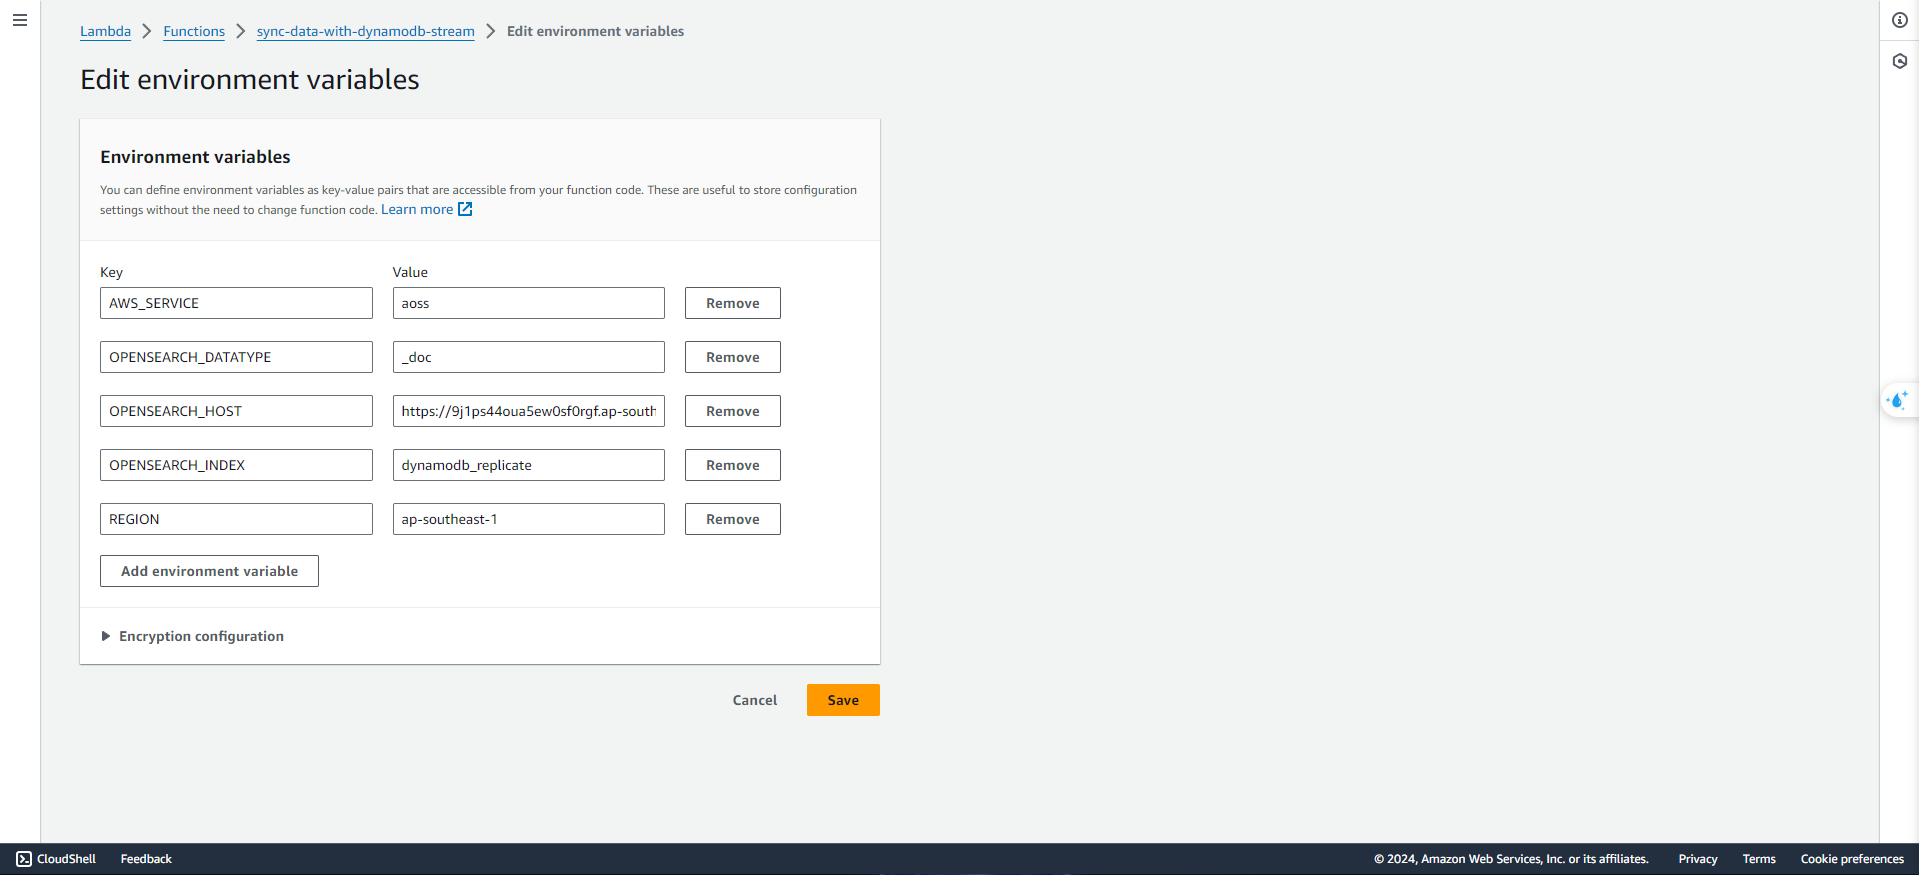 Lambda > Functions > sync-data-with-dynamodb-stream > Edit environment variables
Edit environment variables
Environment variables
You can define environment variables as key-value pairs that are accessible from your function code. These are useful to store configuration
settings without the need to change function code. Learn more
Key Value
AWS_SERVICE aoss Remove
OPENSEARCH_DATATYPE _doc Remove
OPENSEARCH_HOST https://9j1ps44oua5ew0sf0rgf.ap-south Remove
OPENSEARCH_INDEX dynamodb_replicate Remove
REGION ap-southeast-1 Remove
Add environment variable
Encryption configuration
Cancel Save
CloudShell Feedback © 2024, Amazon Web Services, Inc. or its affiliates. Privacy Terms Cookie preferences